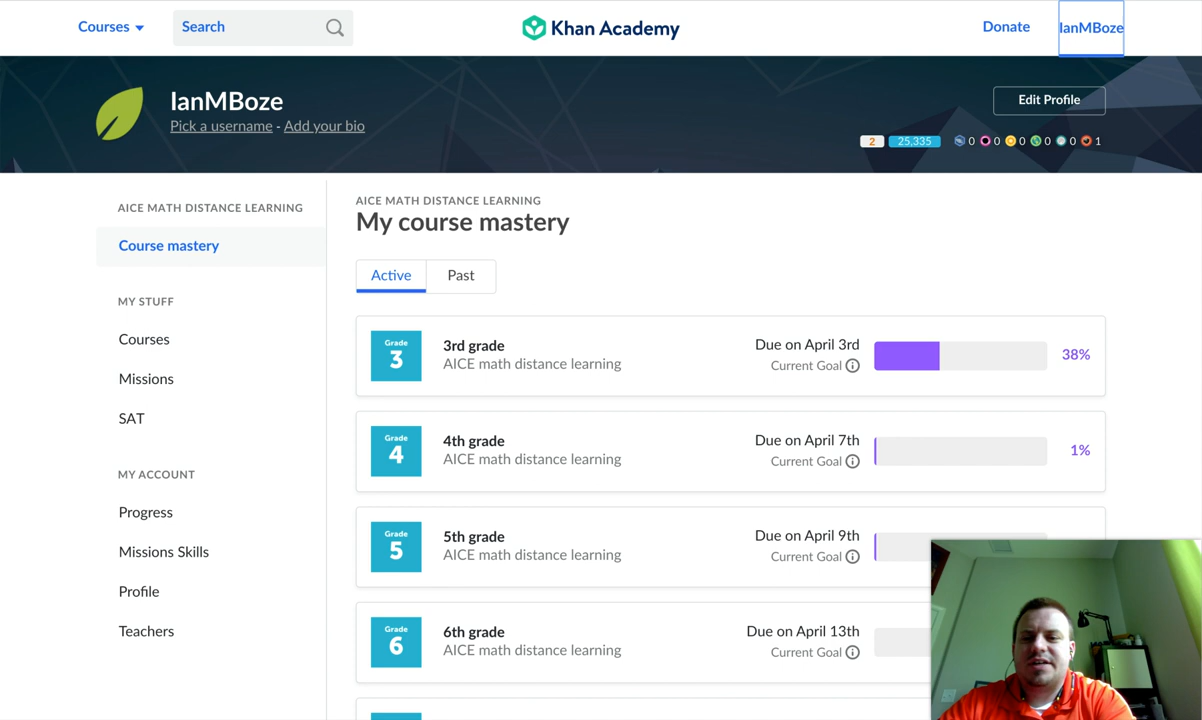 Courses
Search
Khan Academy
Donate
IanMBoze
IanMBoze
Pick a username · Add your bio
Edit Profile
2 25,335 0 0 0 0 0 1
AICE MATH DISTANCE LEARNING
Course mastery
MY STUFF
Courses
Missions
SAT
MY ACCOUNT
Progress
Missions Skills
Profile
Teachers
AICE MATH DISTANCE LEARNING
My course mastery
Active Past
Grade
3
3rd grade
AICE math distance learning
Due on April 3rd
Current Goal
38%
Grade
4
4th grade
AICE math distance learning
Due on April 7th
Current Goal
1%
Grade
5
5th grade
AICE math distance learning
Due on April 9th
Current Goal
Grade
6
6th grade
AICE math distance learning
Due on April 13th
Current Goal